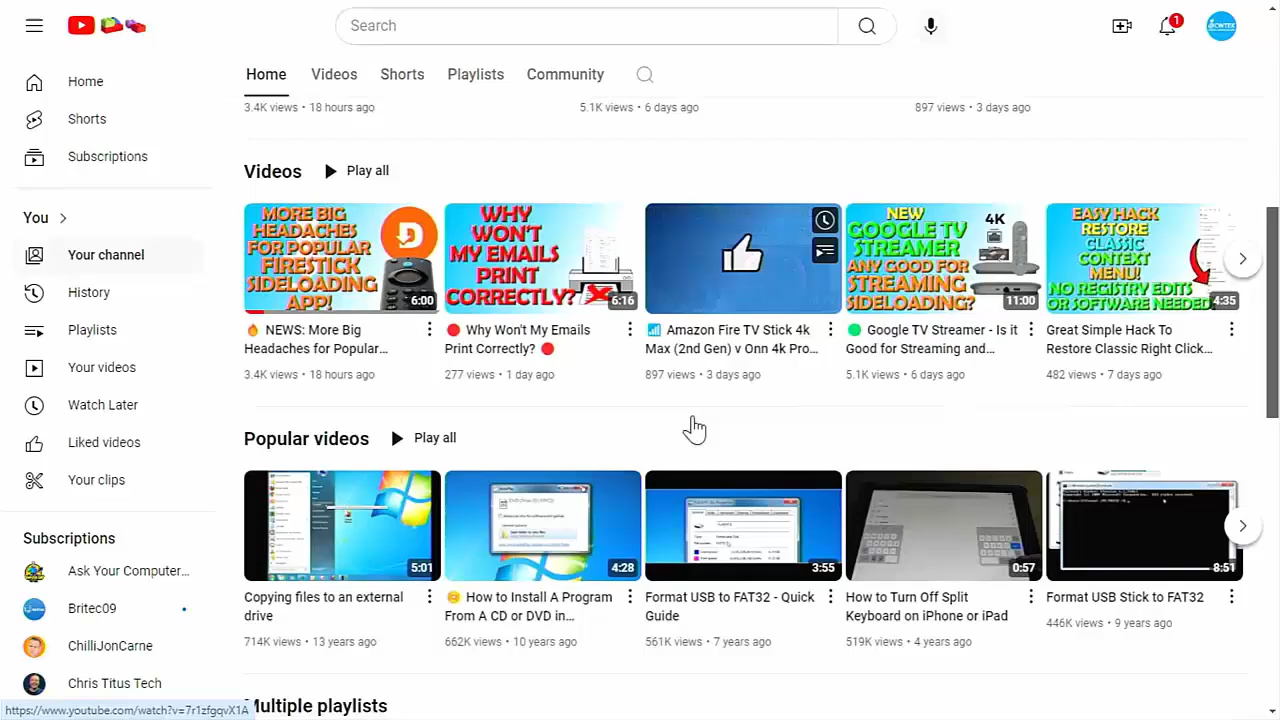 Search
1
Home
Videos
Shorts
Playlists
Community
3.4K views • 18 hours ago
5.1K views • 6 days ago
897 views • 3 days ago
Home
Shorts
Subscriptions
You
Your channel
History
Playlists
Your videos
Watch Later
Liked videos
Your clips
Subscriptions
Ask Your Computer...
Britec09
ChilliJonCarne
Chris Titus Tech
https://www.youtube.com/watch?v=7r1zfgqvX1A
Videos
Play all
MORE BIG
HEADACHES
FOR POPULAR
FIRESTICK
SIDELOADING
APP!
6:00
NEWS: More Big
Headaches for Popular...
3.4K views • 18 hours ago
WHY
WON'T
MY EMAILS
PRINT
CORRECTLY?
6:16
Why Won't My Emails
Print Correctly?
277 views • 1 day ago
Amazon Fire TV Stick 4k
Max (2nd Gen) v Onn 4k Pro...
897 views • 3 days ago
NEW
GOOGLE TV
STREAMER
ANY GOOD FOR
STREAMING
SIDELOADING?
4K
11:00
Google TV Streamer - Is it
Good for Streaming and...
5.1K views • 6 days ago
EASY HACK
RESTORE
CLASSIC
CONTEXT
MENU!
NO REGISTRY EDITS
OR SOFTWARE NEEDED
4:35
Great Simple Hack To
Restore Classic Right Click...
482 views • 7 days ago
Popular videos
Play all
5:01
Copying files to an external
drive
714K views • 13 years ago
4:28
How to Install A Program
From A CD or DVD in...
662K views • 10 years ago
3:55
Format USB to FAT32 - Quick
Guide
561K views • 7 years ago
0:57
How to Turn Off Split
Keyboard on iPhone or iPad
519K views • 4 years ago
8:51
Format USB Stick to FAT32
446K views • 9 years ago
Multiple playlists